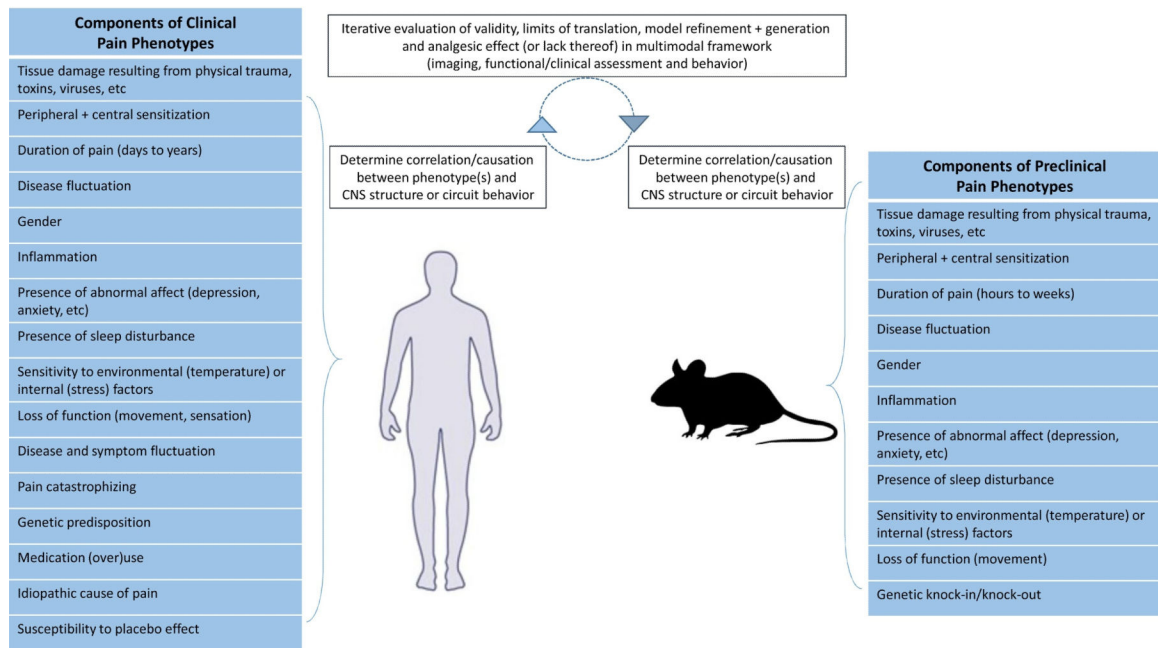 Components of Clinical
Pain Phenotypes
Tissue damage resulting from physical trauma,
toxins, viruses, etc
Peripheral + central sensitization
Duration of pain (days to years)
Disease fluctuation
Gender
Inflammation
Presence of abnormal affect (depression,
anxiety, etc)
Presence of sleep disturbance
Sensitivity to environmental (temperature) or
internal (stress) factors
Loss of function (movement, sensation)
Disease and symptom fluctuation
Pain catastrophizing
Genetic predisposition
Medication (over)use
Idiopathic cause of pain
Susceptibility to placebo effect
Iterative evaluation of validity, limits of translation, model refinement + generation
and analgesic effect (or lack thereof) in multimodal framework
(imaging, functional/clinical assessment and behavior)
Determine correlation/causation
between phenotype(s) and
CNS structure or circuit behavior
Determine correlation/causation
between phenotype(s) and
CNS structure or circuit behavior
Components of Preclinical
Pain Phenotypes
Tissue damage resulting from physical trauma,
toxins, viruses, etc
Peripheral + central sensitization
Duration of pain (hours to weeks)
Disease fluctuation
Gender
Inflammation
Presence of abnormal affect (depression,
anxiety, etc)
Presence of sleep disturbance
Sensitivity to environmental (temperature) or
internal (stress) factors
Loss of function (movement)
Genetic knock-in/knock-out